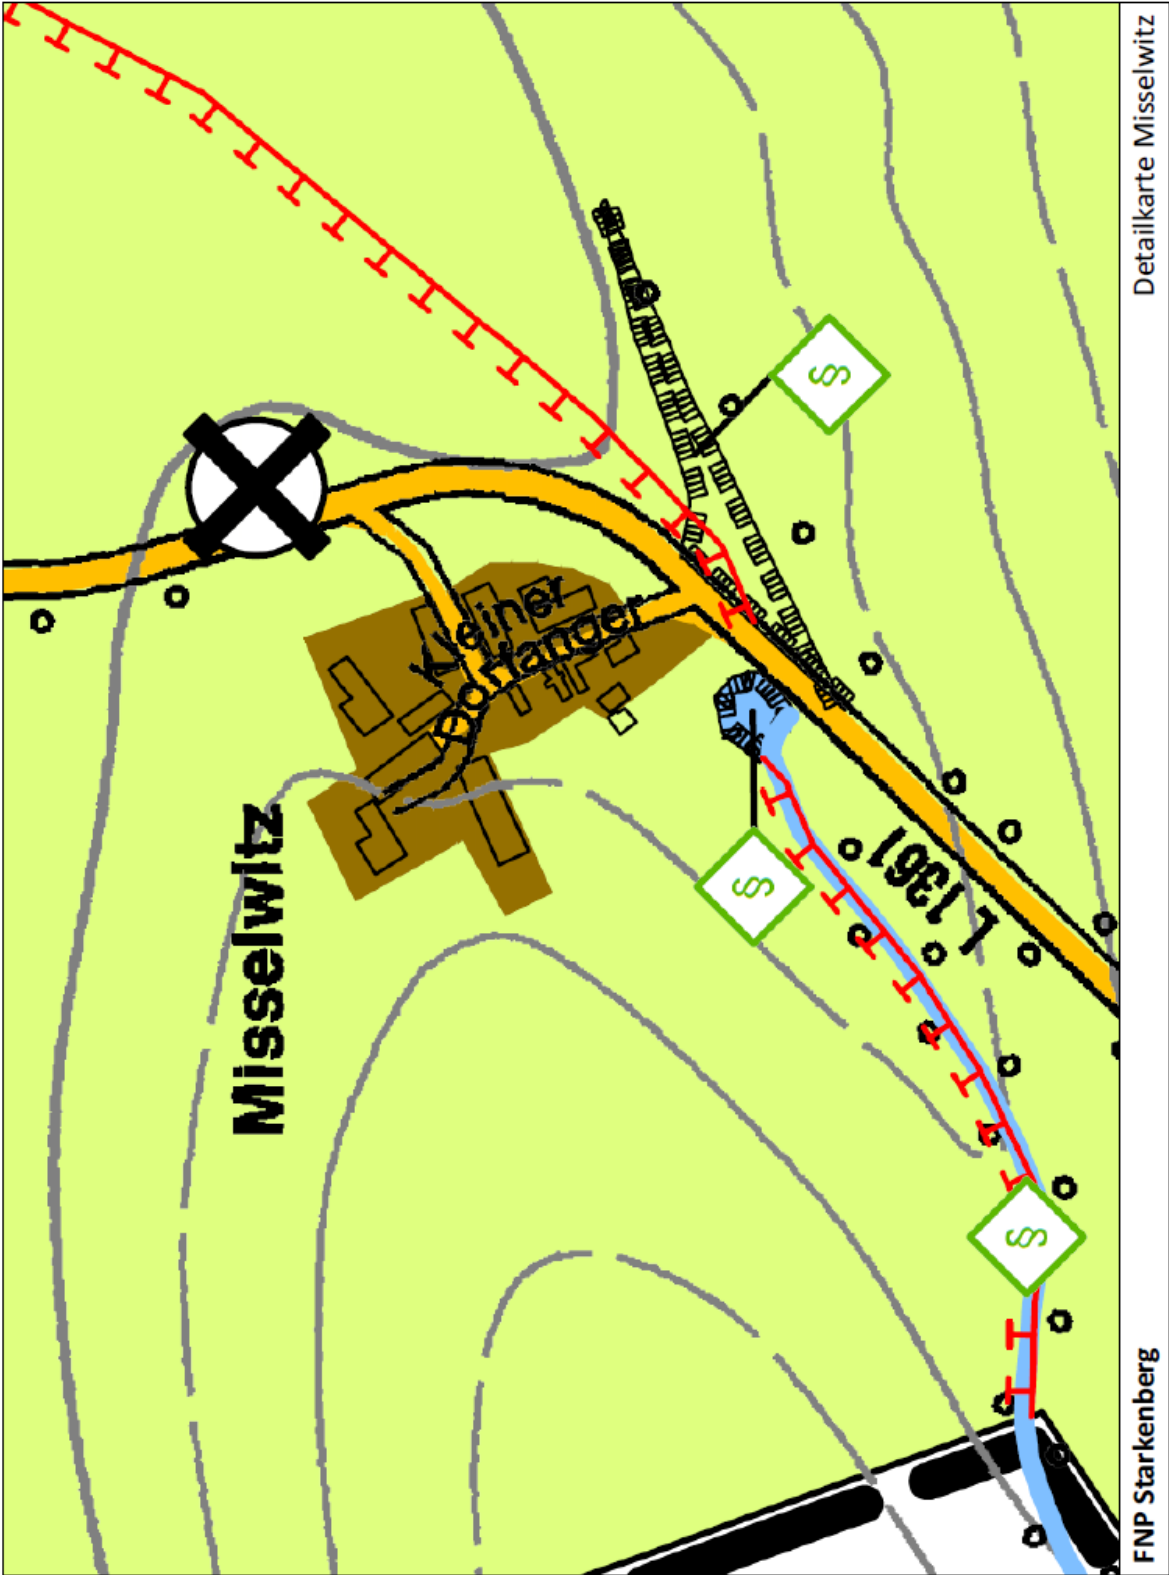 Misselwitz
Kleiner
Dorfanger
L 1361
§
§
§
FNP Starkenberg
Detailkarte Misselwitz